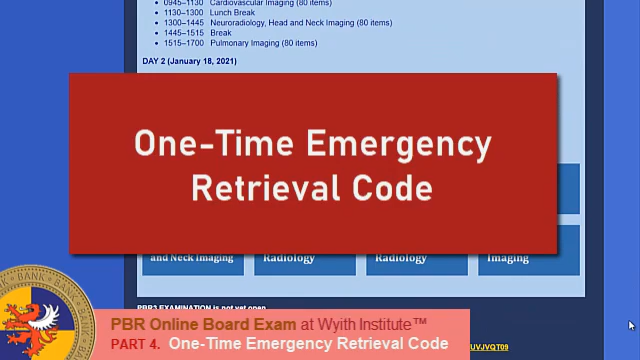 0945–1130 Cardiovascular Imaging (80 items)
1130–1300 Lunch Break
1300–1445 Neuroradiology, Head and Neck Imaging (80 items)
1445–1515 Break
1515–1700 Pulmonary Imaging (80 items)
DAY 2 (January 18, 2021)
One-Time Emergency
Retrieval Code
and Neck Imaging Radiology Radiology Imaging
PBR3 EXAMINATION is not yet open.
BANK
PBR Online Board Exam at Wyith Institute™
PART 4. One-Time Emergency Retrieval Code